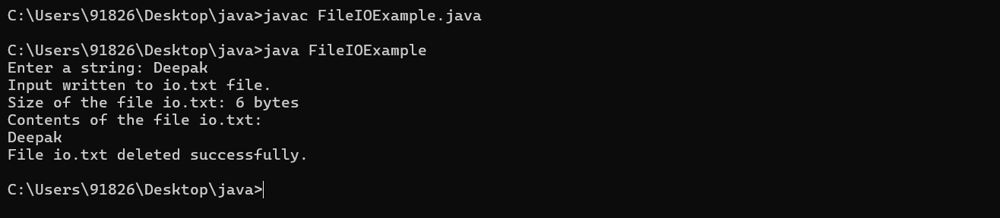 C:\Users\91826\Desktop\java>javac FileIOExample.java
C:\Users\91826\Desktop\java>java FileIOExample
Enter a string: Deepak
Input written to io.txt file.
Size of the file io.txt: 6 bytes
Contents of the file io.txt:
Deepak
File io.txt deleted successfully.
C:\Users\91826\Desktop\java>